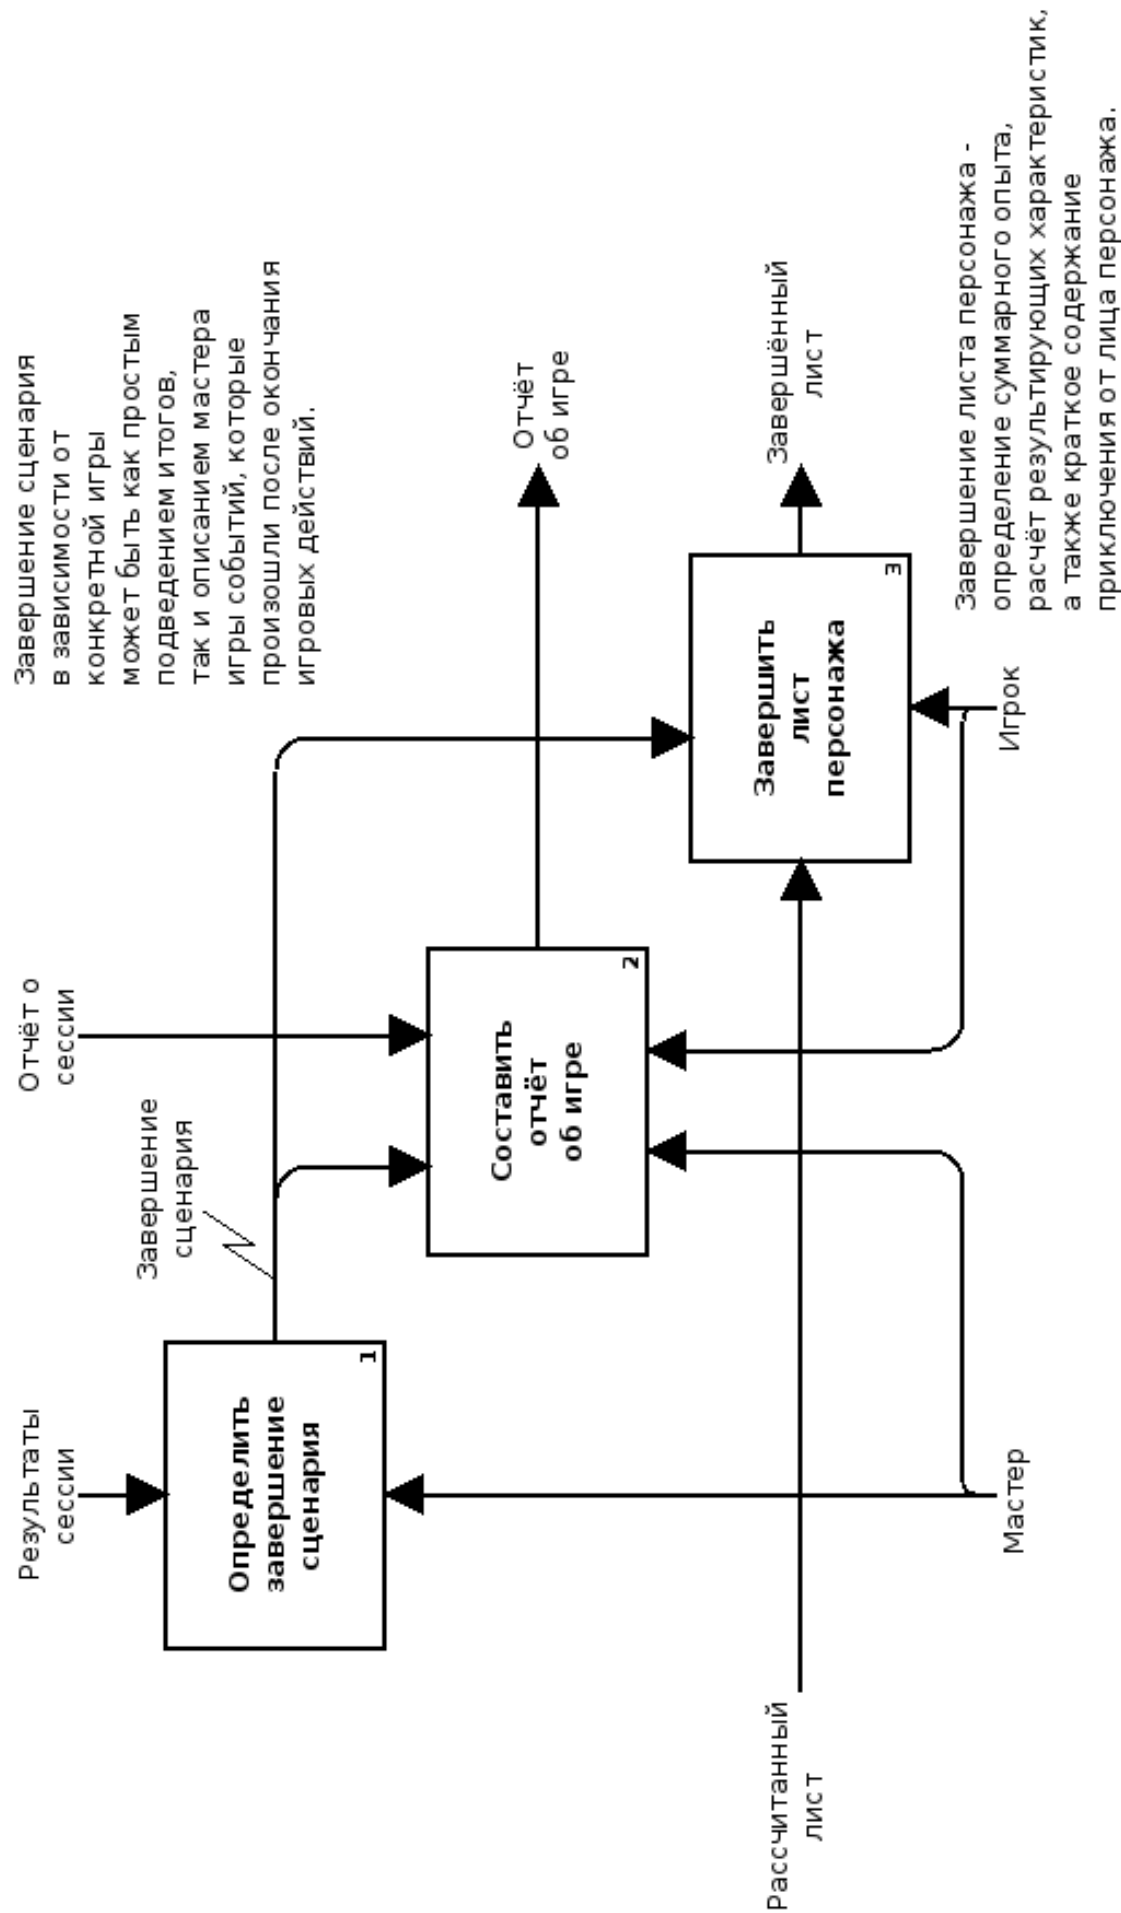 Результаты
сессии
Отчёт о
сессии
Завершение сценария
в зависимости от
конкретной игры
может быть как простым
подведением итогов,
так и описанием мастера
игры событий, которые
произошли после окончания
игровых действий.
Завершение
сценария
Определить
завершение
сценария
1
Составить
отчёт
об игре
2
Отчёт
об игре
Завершить
лист
персонажа
3
Завершённый
лист
Рассчитанный
лист
Мастер
Игрок
Завершение листа персонажа -
определение суммарного опыта,
расчёт результирующих характеристик,
а также краткое содержание
приключения от лица персонажа.